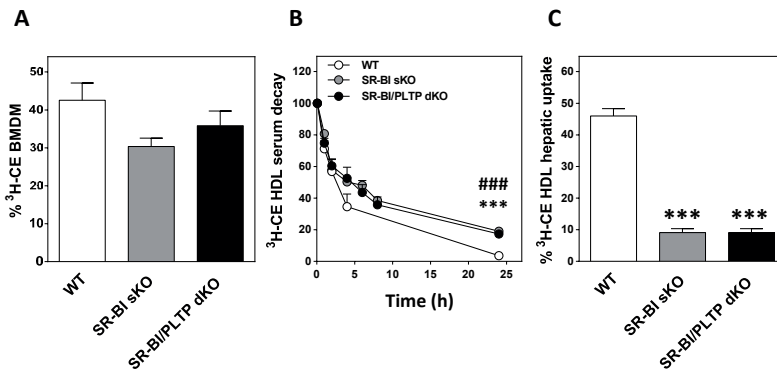 A
% ³H-CE BMDM
50
40
30
20
10
0
WT
SR-BI sKO
SR-BI/PLTP dKO
B
³H-CE HDL serum decay
WT
SR-BI sKO
SR-BI/PLTP dKO
120
100
80
60
40
20
0
###
***
0
5
10
15
20
25
Time (h)
C
% ³H-CE HDL hepatic uptake
60
50
40
30
20
10
0
***
***
WT
SR-BI sKO
SR-BI/PLTP dKO